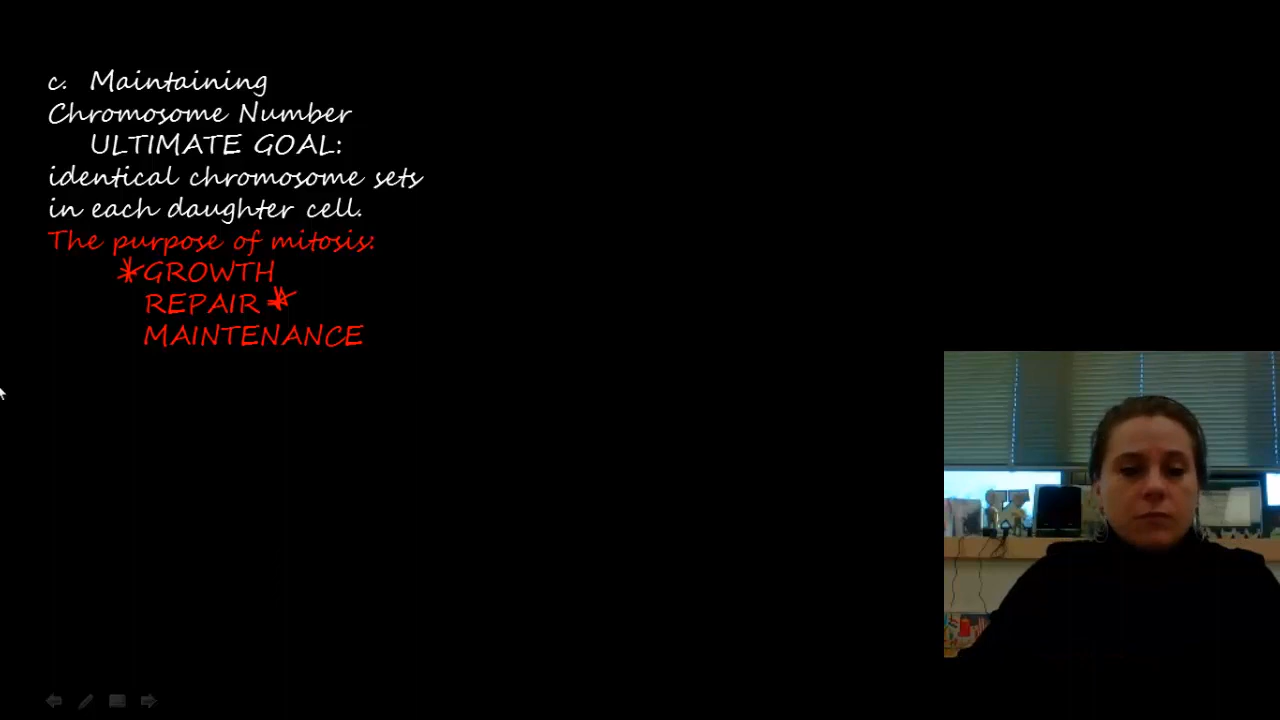 c. Maintaining
Chromosome Number
ULTIMATE GOAL:
identical chromosome sets
in each daughter cell.
The purpose of mitosis:
*GROWTH
REPAIR *
MAINTENANCE